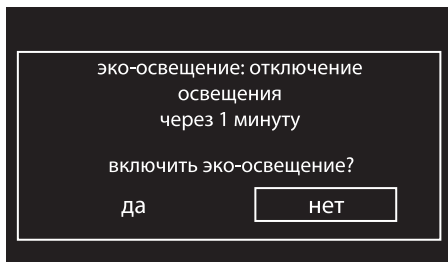 эко-освещение: отключение
освещения
через 1 минуту
включить эко-освещение?
да нет